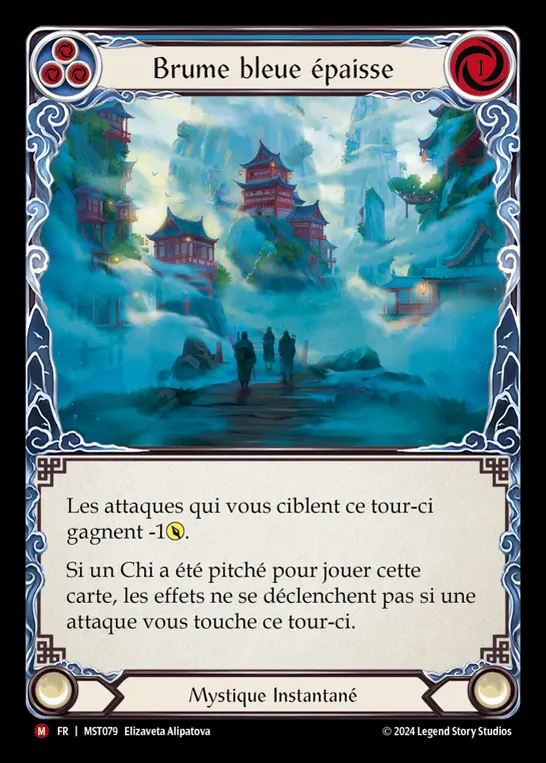 Brume bleue épaisse
1
Les attaques qui vous ciblent ce tour-ci
gagnent -1.
Si un Chi a été pitché pour jouer cette
carte, les effets ne se déclenchent pas si une
attaque vous touche ce tour-ci.
Mystique Instantané
M FR | MST079 Elizaveta Alipatova
© 2024 Legend Story Studios